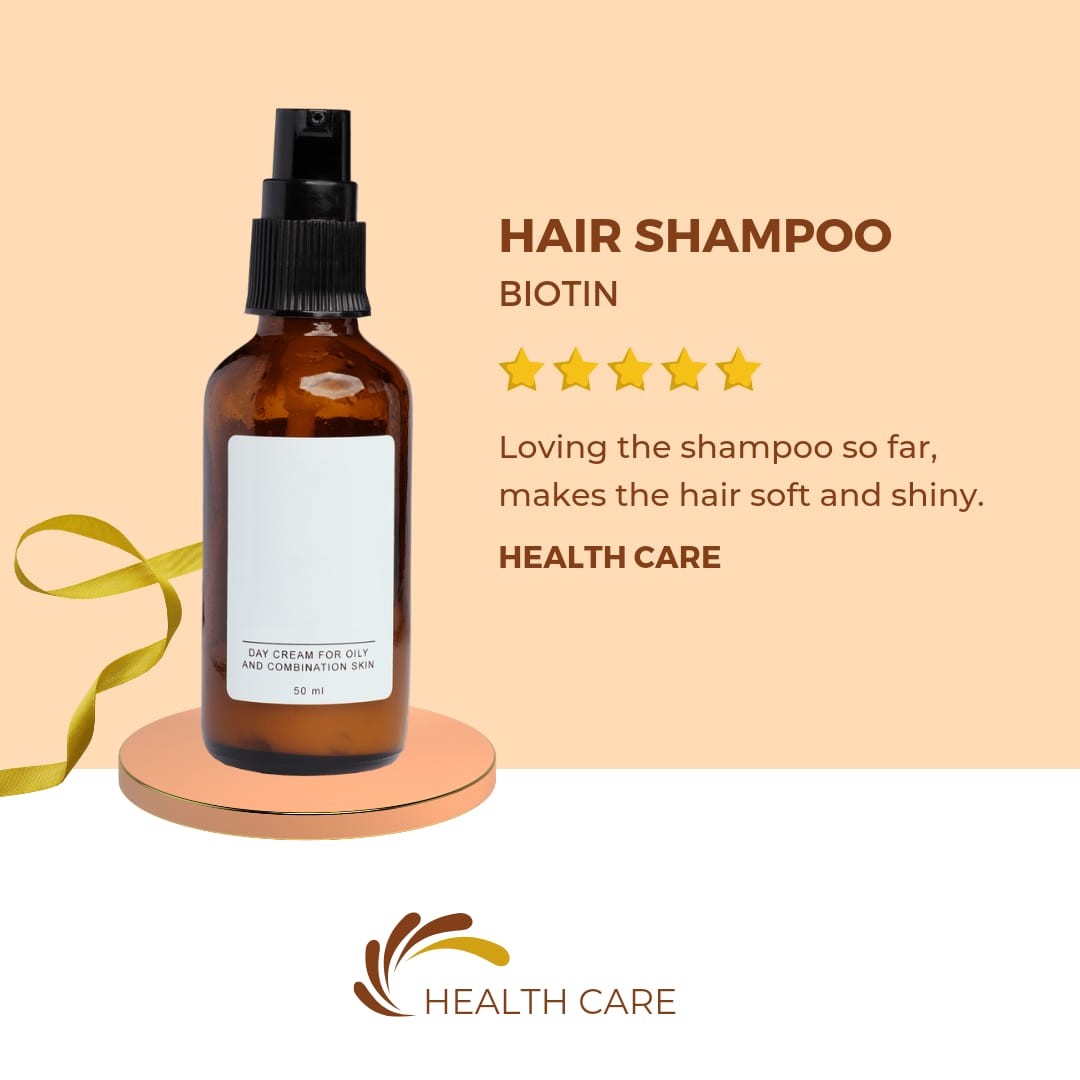 HAIR SHAMPOO
BIOTIN
Loving the shampoo so far,
makes the hair soft and shiny.
HEALTH CARE
DAY CREAM FOR OILY
AND COMBINATION SKIN
50 ml
HEALTH CARE